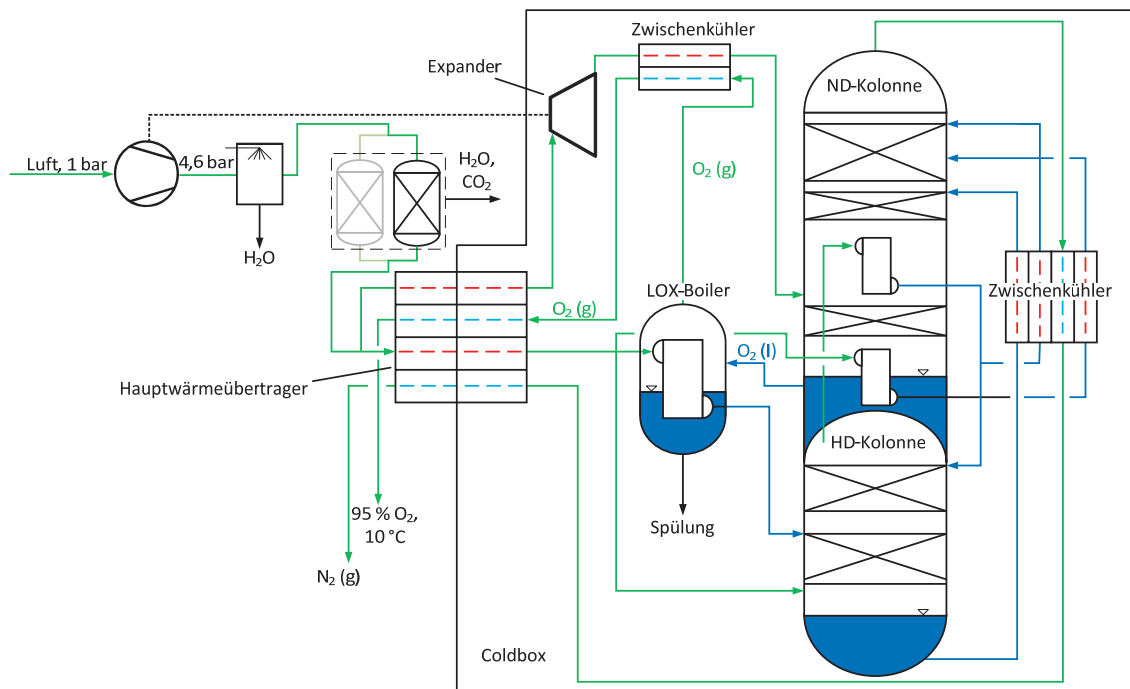 Zwischenkühler
Expander
ND-Kolonne
Luft, 1 bar
4,6 bar
H₂O,
CO₂
O₂ (g)
H₂O
LOX-Boiler
Zwischenkühler
O₂ (g)
O₂ (l)
Hauptwärmeübertrager
HD-Kolonne
95 % O₂,
10 °C
Spülung
N₂ (g)
Coldbox